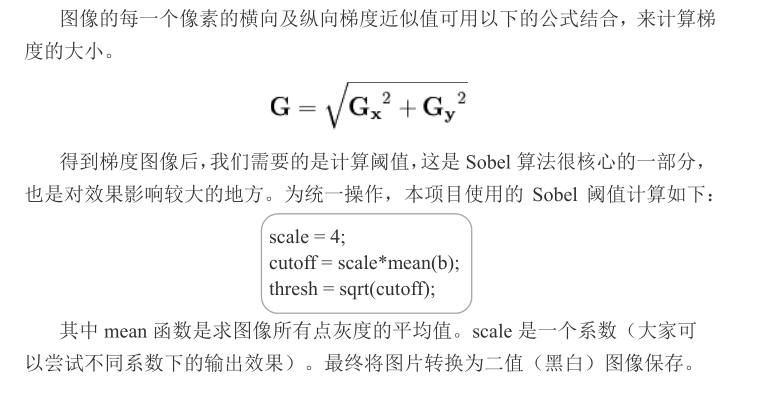 图像的每一个像素的横向及纵向梯度近似值可用以下的公式结合，来计算梯
度的大小。
G = √(Gₓ² + Gᵧ²)
得到梯度图像后，我们需要的是计算阈值，这是 Sobel 算法很核心的一部分，
也是对效果影响较大的地方。为统一操作，本项目使用的 Sobel 阈值计算如下：
scale = 4;
cutoff = scale*mean(b);
thresh = sqrt(cutoff);
其中 mean 函数是求图像所有点灰度的平均值。scale 是一个系数（大家可
以尝试不同系数下的输出效果）。最终将图片转换为二值（黑白）图像保存。